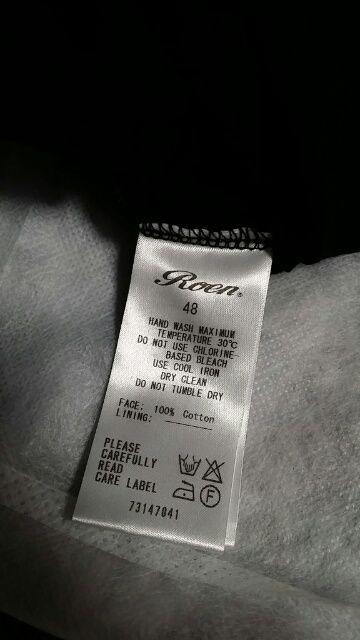 Roen.
48
HAND WASH MAXIMUM
TEMPERATURE 30℃
DO NOT USE CHLORINE-
BASED BLEACH
USE COOL IRON
DRY CLEAN
DO NOT TUMBLE DRY
FACE: 100% Cotton
LINING:
PLEASE
CAREFULLY
READ
CARE LABEL
F
73147041